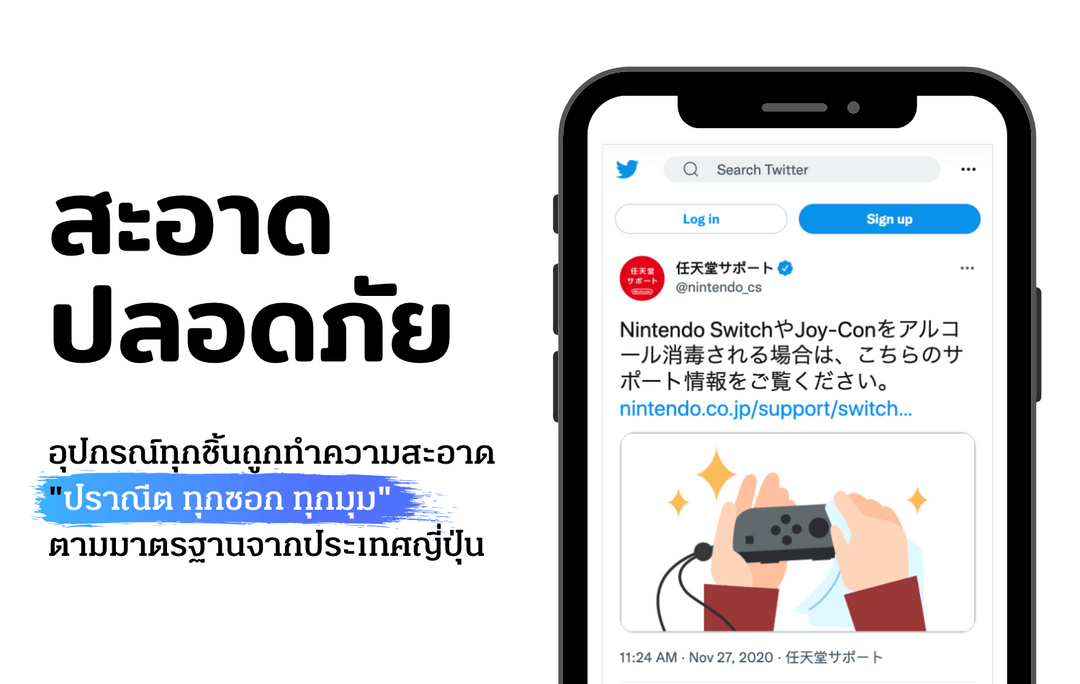 สะอาด
ปลอดภัย
อุปกรณ์ทุกชิ้นถูกทำความสะอาด
"ปราณีต ทุกซอก ทุกมุม"
ตามมาตรฐานจากประเทศญี่ปุ่น
Search Twitter
Log in
Sign up
任天堂
サポート
Nintendo
任天堂サポート
@nintendo_cs
Nintendo SwitchやJoy-Conをアルコ
ール消毒される場合は、こちらのサ
ポート情報をご覧ください。
nintendo.co.jp/support/switch...
11:24 AM · Nov 27, 2020 · 任天堂サポート